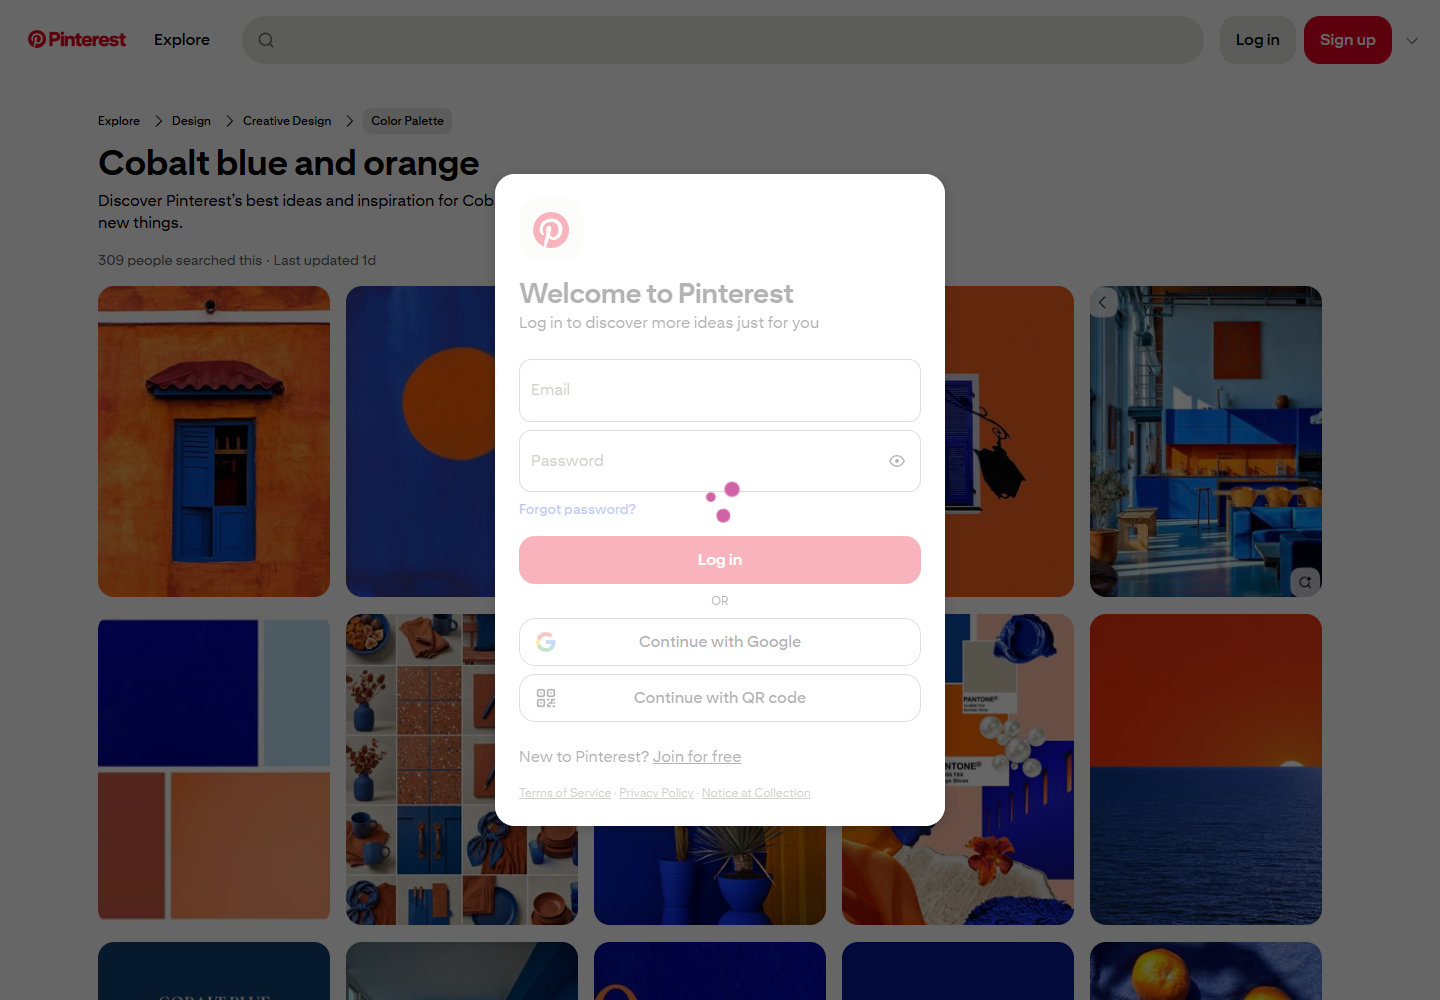 Pinterest
Explore
Log in
Sign up
Explore
Design
Creative Design
Color Palette
Cobalt blue and orange
Discover Pinterest's best ideas and inspiration for Cob
new things.
309 people searched this · Last updated 1d
Welcome to Pinterest
Log in to discover more ideas just for you
Email
Password
Forgot password?
Log in
OR
Continue with Google
Continue with QR code
New to Pinterest? Join for free
Terms of Service · Privacy Policy · Notice at Collection
PANTONE®
COBALT BLUE